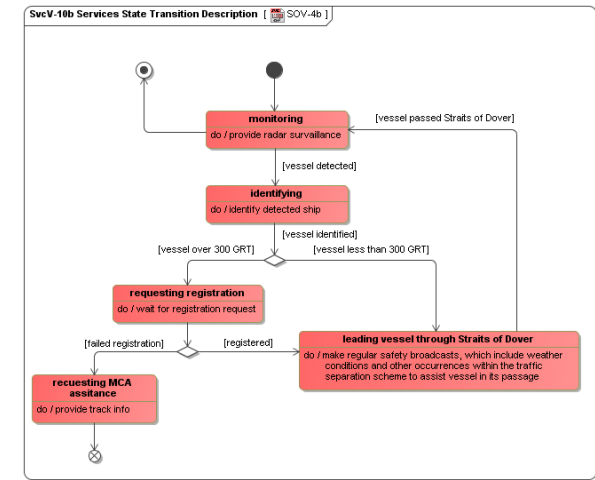 SvcV-10b Services State Transition Description [ SOV-4b ]
monitoring
do / provide radar survaillance
[vessel passed Straits of Dover]
[vessel detected]
identifying
do / identify detected ship
[vessel identified]
[vessel over 300 GRT]
[vessel less than 300 GRT]
requesting registration
do / wait for registration request
[failed registration]
[registered]
leading vessel through Straits of Dover
do / make regular safety broadcasts, which include weather
conditions and other occurrences within the traffic
separation scheme to assist vessel in its passage
recuesting MCA
assitance
do / provide track info